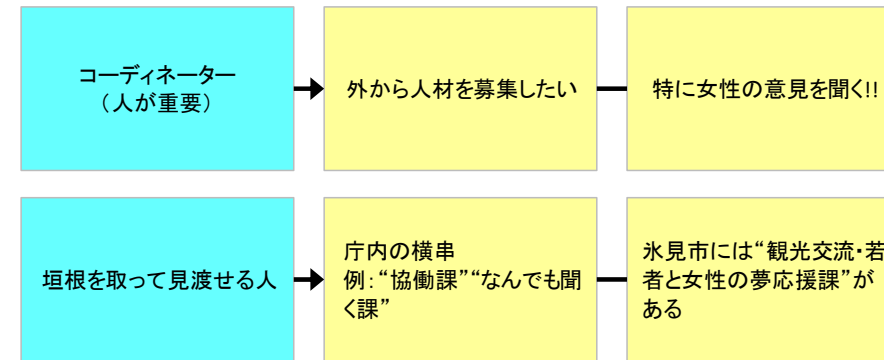 コーディネーター
（人が重要）
外から人材を募集したい
特に女性の意見を聞く!!
垣根を取って見渡せる人
庁内の横串
例：“協働課”“なんでも聞
く課”
氷見市には“観光交流・若
者と女性の夢応援課”が
ある